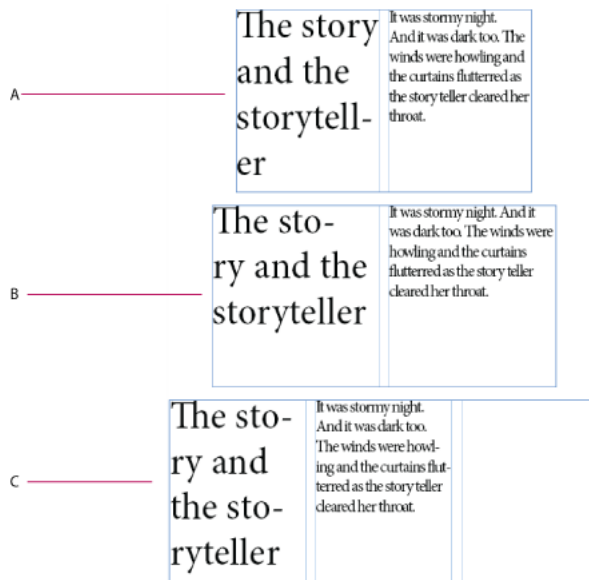 A
The story
and the
storytell-
er
It was stormy night.
And it was dark too. The
winds were howling and
the curtains flutterred as
the story teller cleared her
throat.
B
The sto-
ry and the
storyteller
It was stormy night. And it
was dark too. The winds were
howling and the curtains
flutterred as the story teller
cleared her throat.
C
The sto-
ry and
the sto-
ryteller
It was stormy night.
And it was dark too.
The winds were howl-
ing and the curtains flut-
terred as the story teller
cleared her throat.